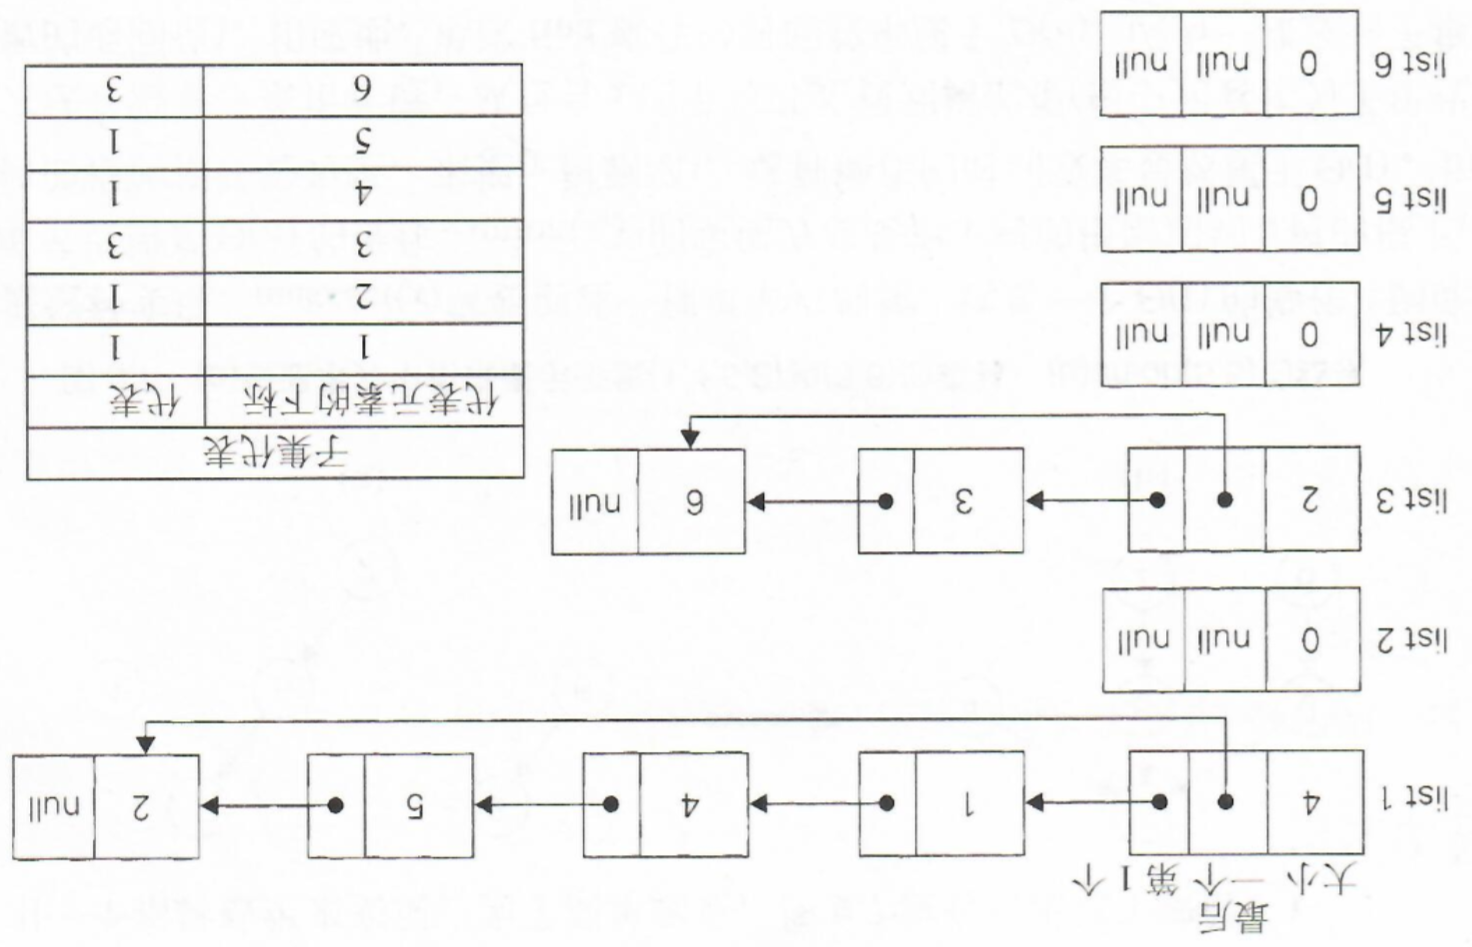 最后
大小 一个 第1个
list 1 4 1 4 5 2 null
list 2 0 null null
list 3 2 3 6 null
list 4 0 null null
list 5 0 null null
list 6 0 null null
子集代表
代表元素的下标 代表
1 1
2 1
3 3
4 1
5 1
6 3